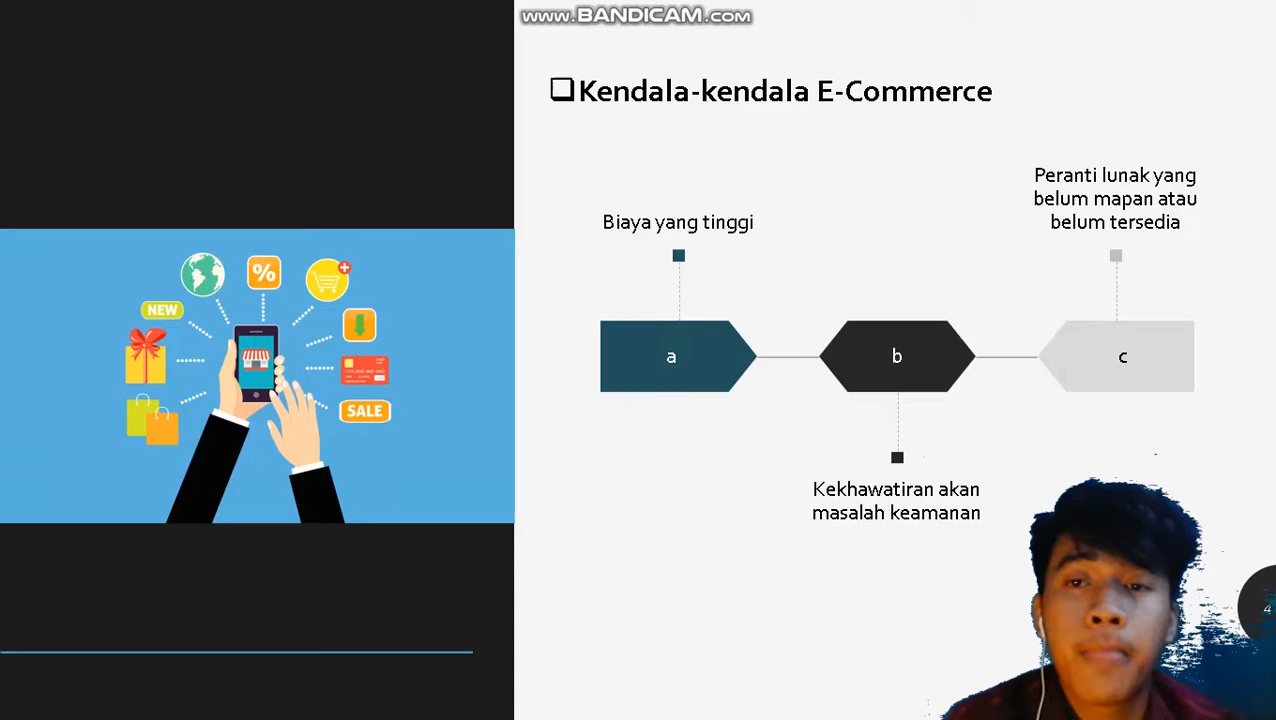 WWW.BANDICAM.COM
❑Kendala-kendala E-Commerce
Biaya yang tinggi
Peranti lunak yang
belum mapan atau
belum tersedia
a
b
c
Kekhawatiran akan
masalah keamanan
%
NEW
SALE
4